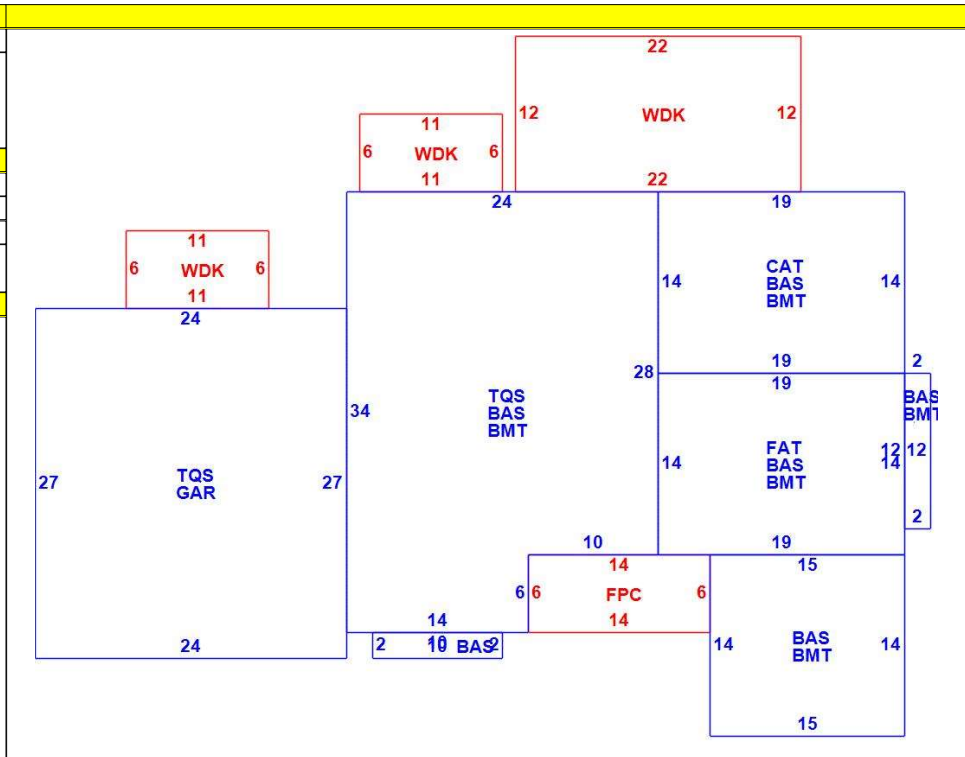 22
12 WDK 12
22
11
6 WDK 6
11
11
6 WDK 6
11
24
27 TQS 27
GAR
24
24
34 TQS 28
BAS
BMT
10
6
14
19
14 CAT 14
BAS
BMT
19
19
14 FAT 14
BAS
BMT
19
2
BAS
BMT
12 12
2
14
6 FPC 6
14
2 10 BAS 2
10
15
14 BAS 14
BMT
15